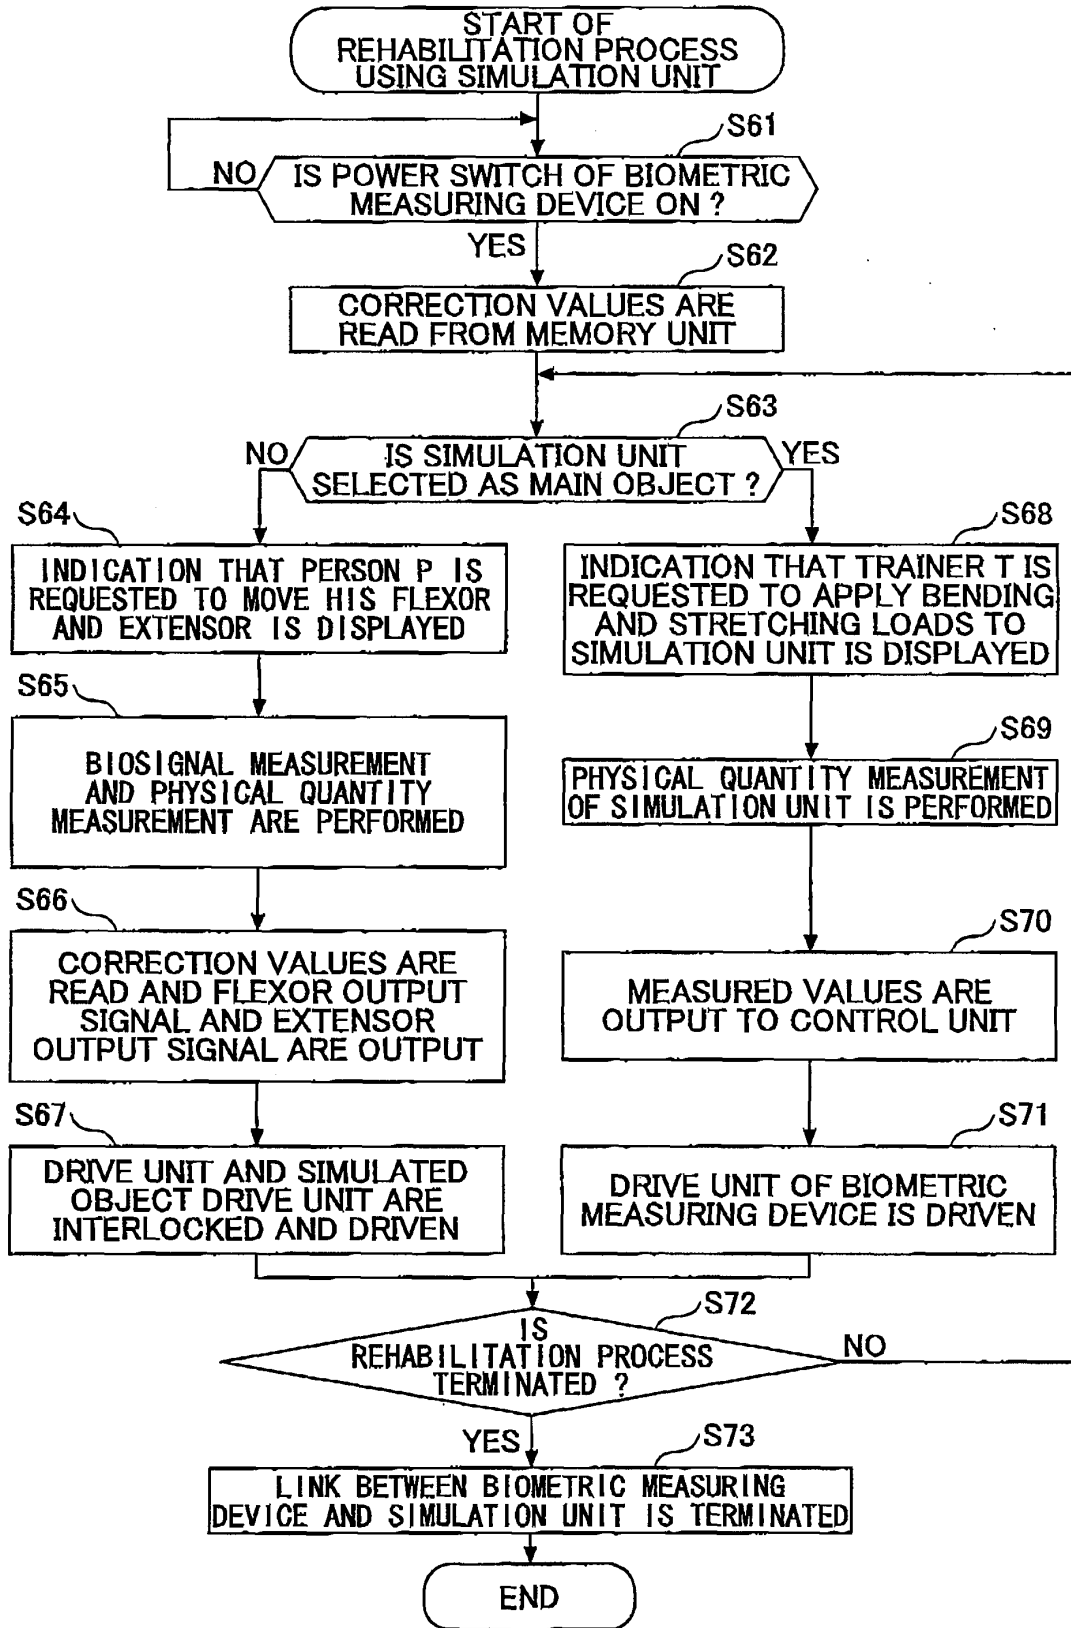 START OF
REHABILITATION PROCESS
USING SIMULATION UNIT
S61
NO
IS POWER SWITCH OF BIOMETRIC
MEASURING DEVICE ON ?
YES
S62
CORRECTION VALUES ARE
READ FROM MEMORY UNIT
S63
NO
IS SIMULATION UNIT
SELECTED AS MAIN OBJECT ?
YES
S64
INDICATION THAT PERSON P IS
REQUESTED TO MOVE HIS FLEXOR
AND EXTENSOR IS DISPLAYED
S65
BIOSIGNAL MEASUREMENT
AND PHYSICAL QUANTITY
MEASUREMENT ARE PERFORMED
S66
CORRECTION VALUES ARE
READ AND FLEXOR OUTPUT
SIGNAL AND EXTENSOR
OUTPUT SIGNAL ARE OUTPUT
S67
DRIVE UNIT AND SIMULATED
OBJECT DRIVE UNIT ARE
INTERLOCKED AND DRIVEN
S68
INDICATION THAT TRAINER T IS
REQUESTED TO APPLY BENDING
AND STRETCHING LOADS TO
SIMULATION UNIT IS DISPLAYED
S69
PHYSICAL QUANTITY MEASUREMENT
OF SIMULATION UNIT IS PERFORMED
S70
MEASURED VALUES ARE
OUTPUT TO CONTROL UNIT
S71
DRIVE UNIT OF BIOMETRIC
MEASURING DEVICE IS DRIVEN
S72
IS
REHABILITATION PROCESS
TERMINATED ?
NO
YES
S73
LINK BETWEEN BIOMETRIC MEASURING
DEVICE AND SIMULATION UNIT IS TERMINATED
END